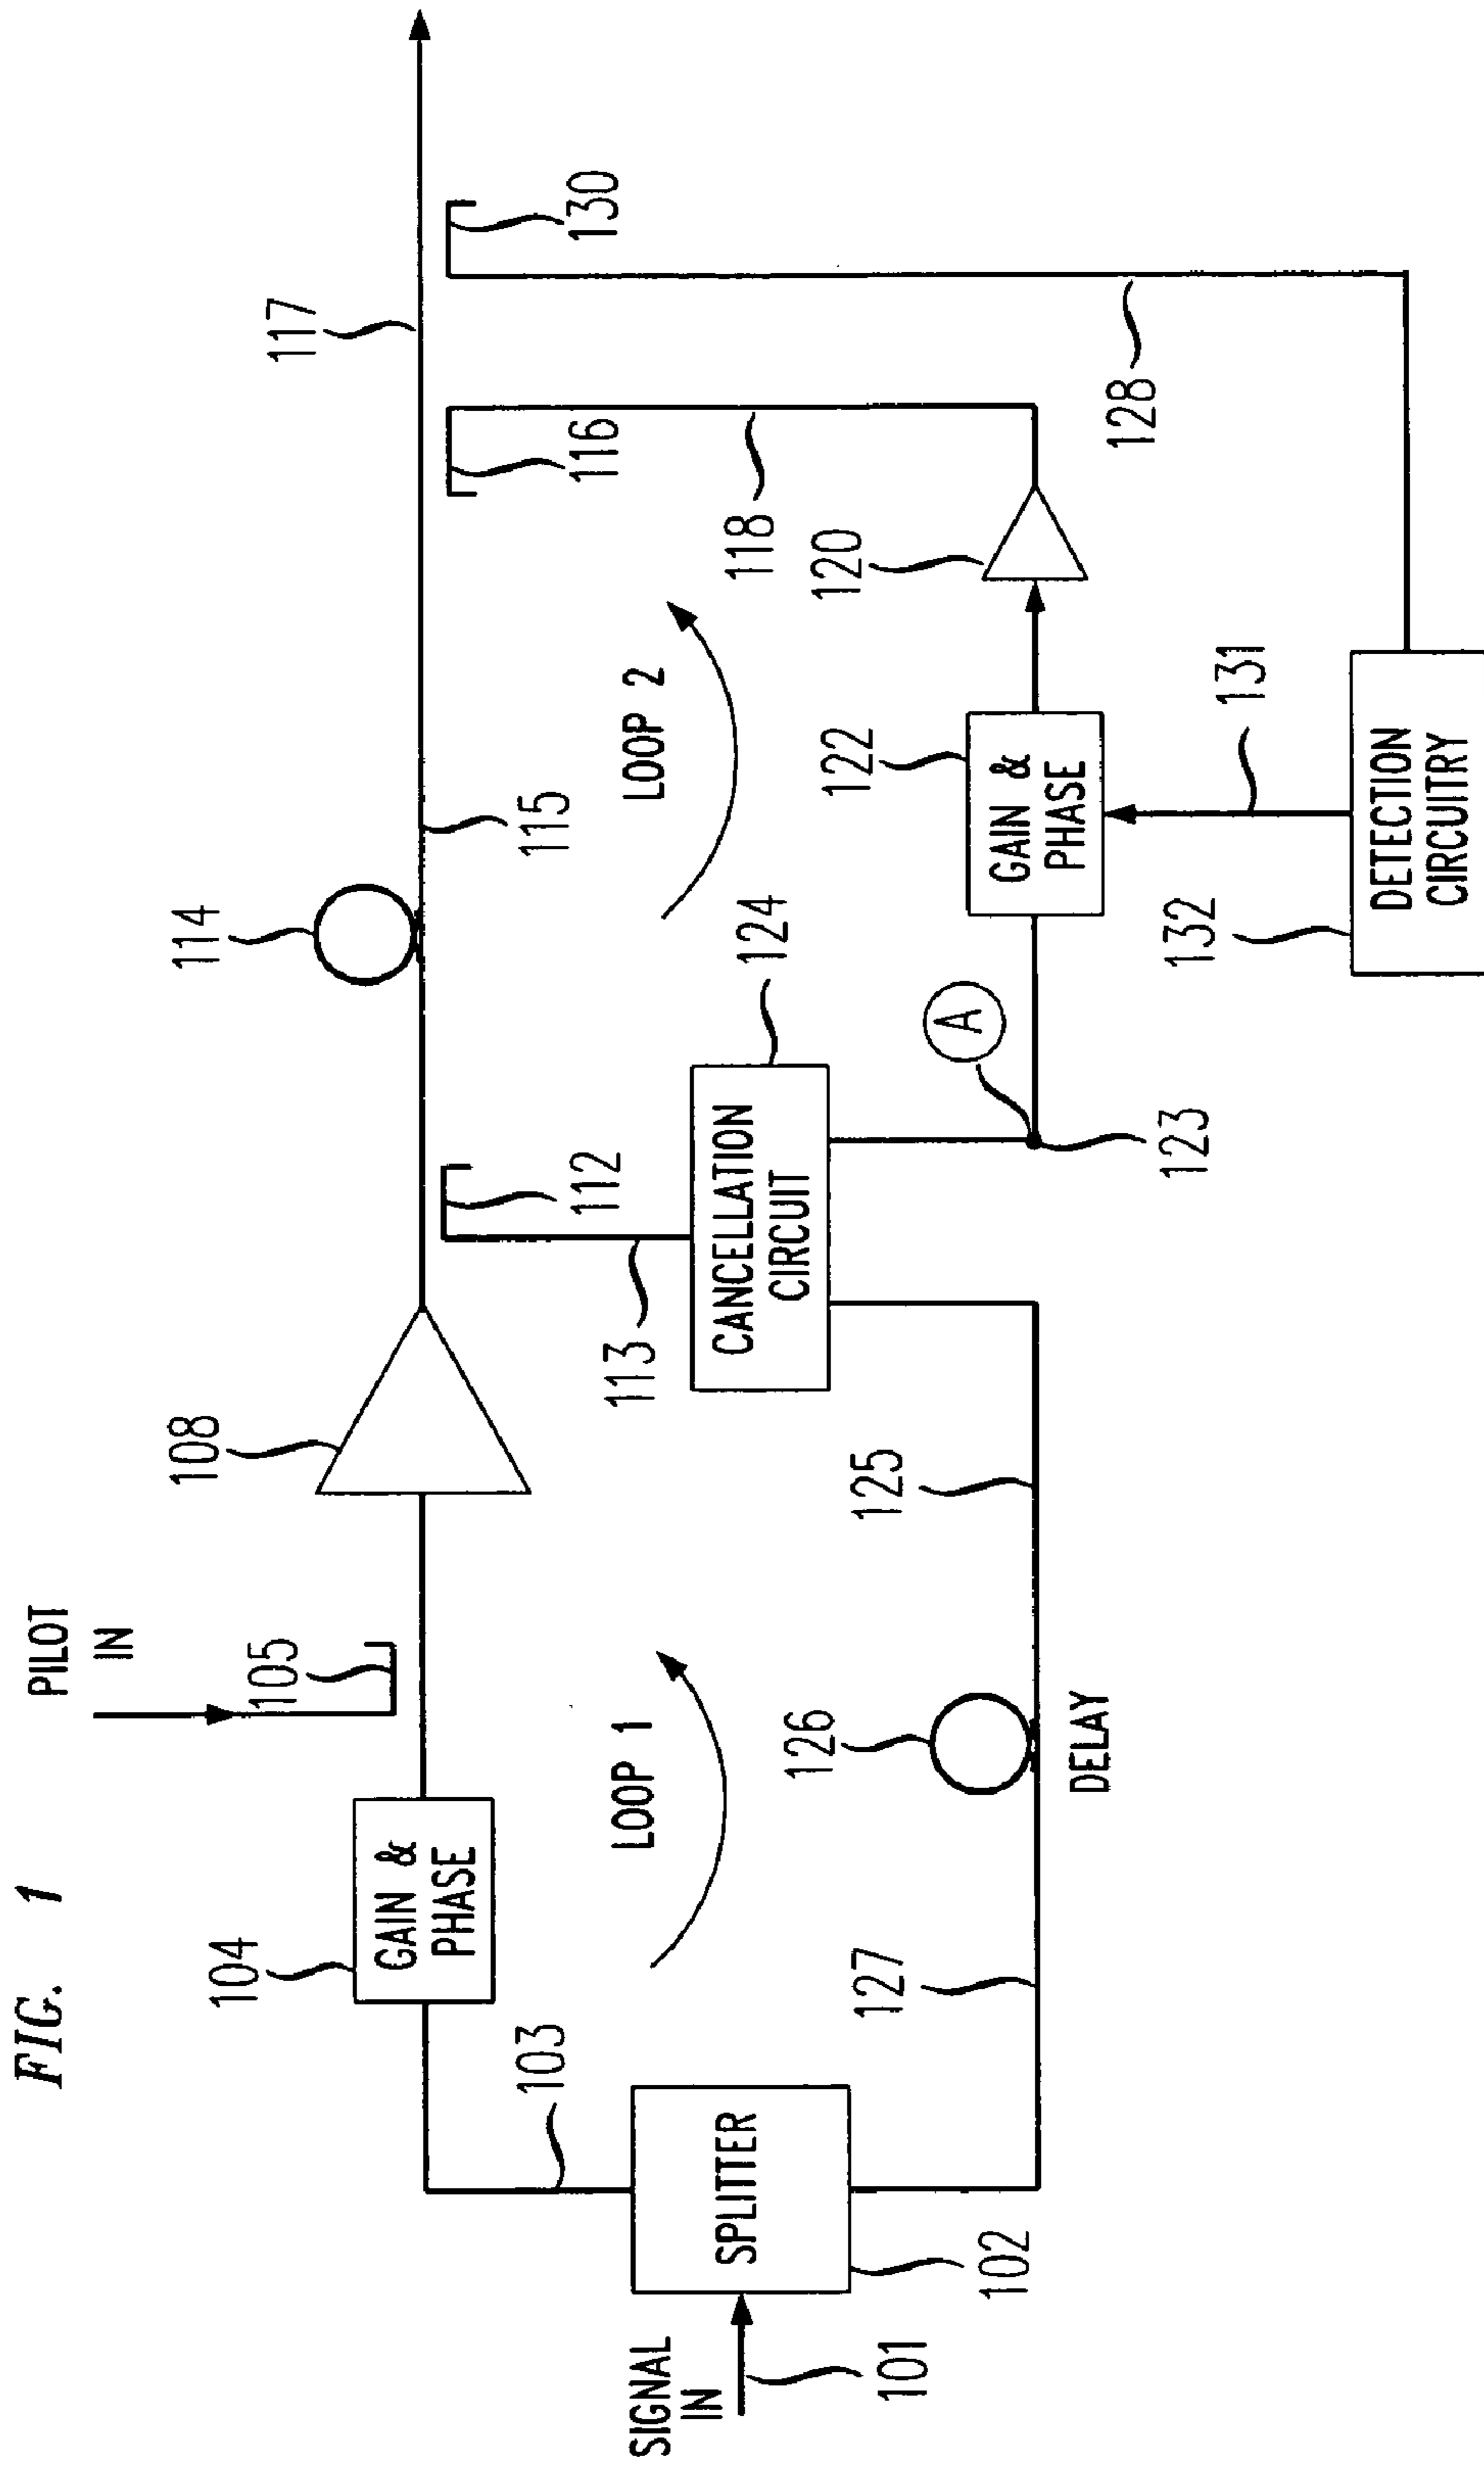 FIG. 1
PILOT
IN
105
108
114
117
104
GAIN &
PHASE
103
LOOP 1
112
113
115
LOOP 2
116
130
SIGNAL
IN
101
SPLITTER
102
CANCELLATION
CIRCUIT
124
118
127
126
DELAY
125
A
123
122
GAIN &
PHASE
120
128
131
132
DETECTION
CIRCUITRY